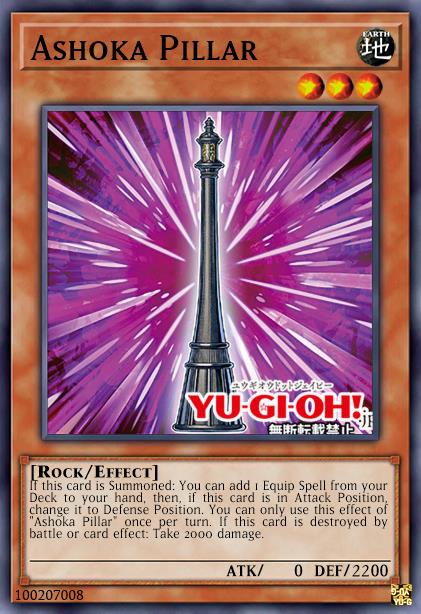 ASHOKA PILLAR
EARTH
地
ユウギオウドットジェイピー
YU-GI-OH!
無断転載禁止
[ROCK/EFFECT]
If this card is Summoned: You can add 1 Equip Spell from your
Deck to your hand, then, if this card is in Attack Position,
change it to Defense Position. You can only use this effect of
"Ashoka Pillar" once per turn. If this card is destroyed by
battle or card effect: Take 2000 damage.
ATK/ 0 DEF/2200
100207008